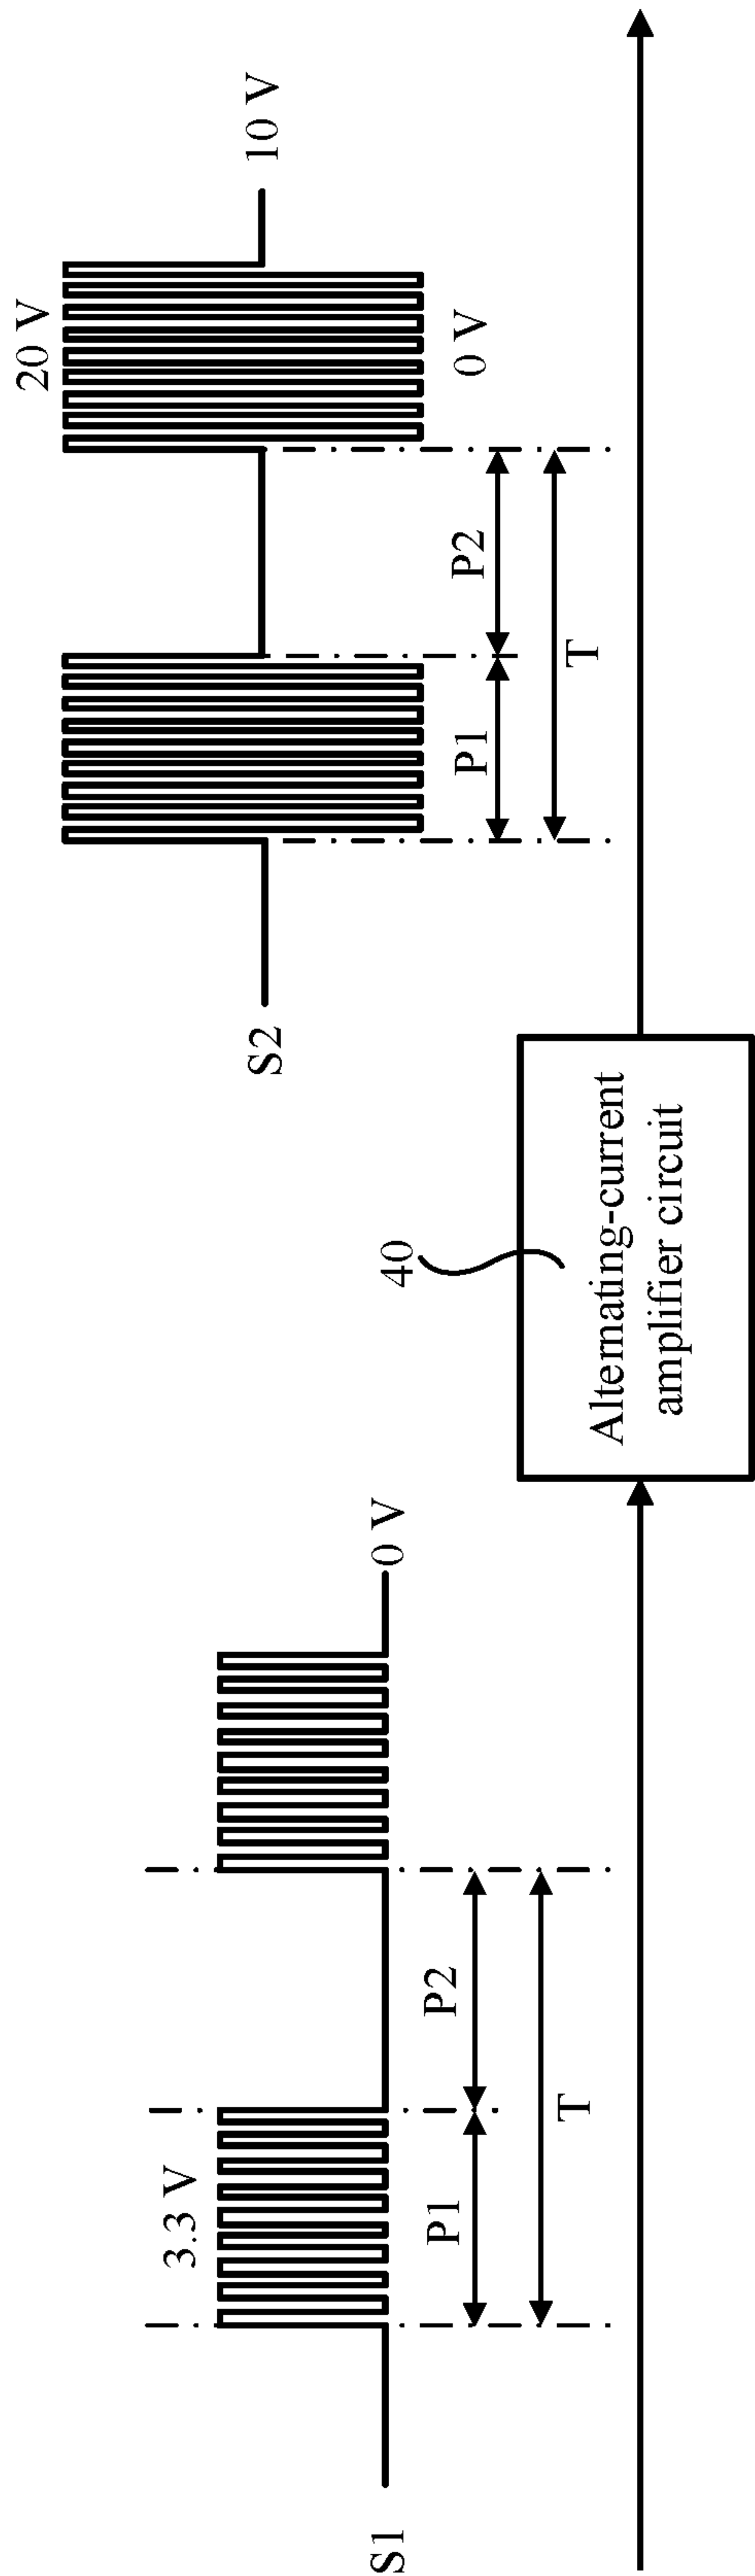 3.3 V
S1
0 V
P1
P2
T
20 V
S2
10 V
0 V
P1
P2
T
40
Alternating-current
amplifier circuit